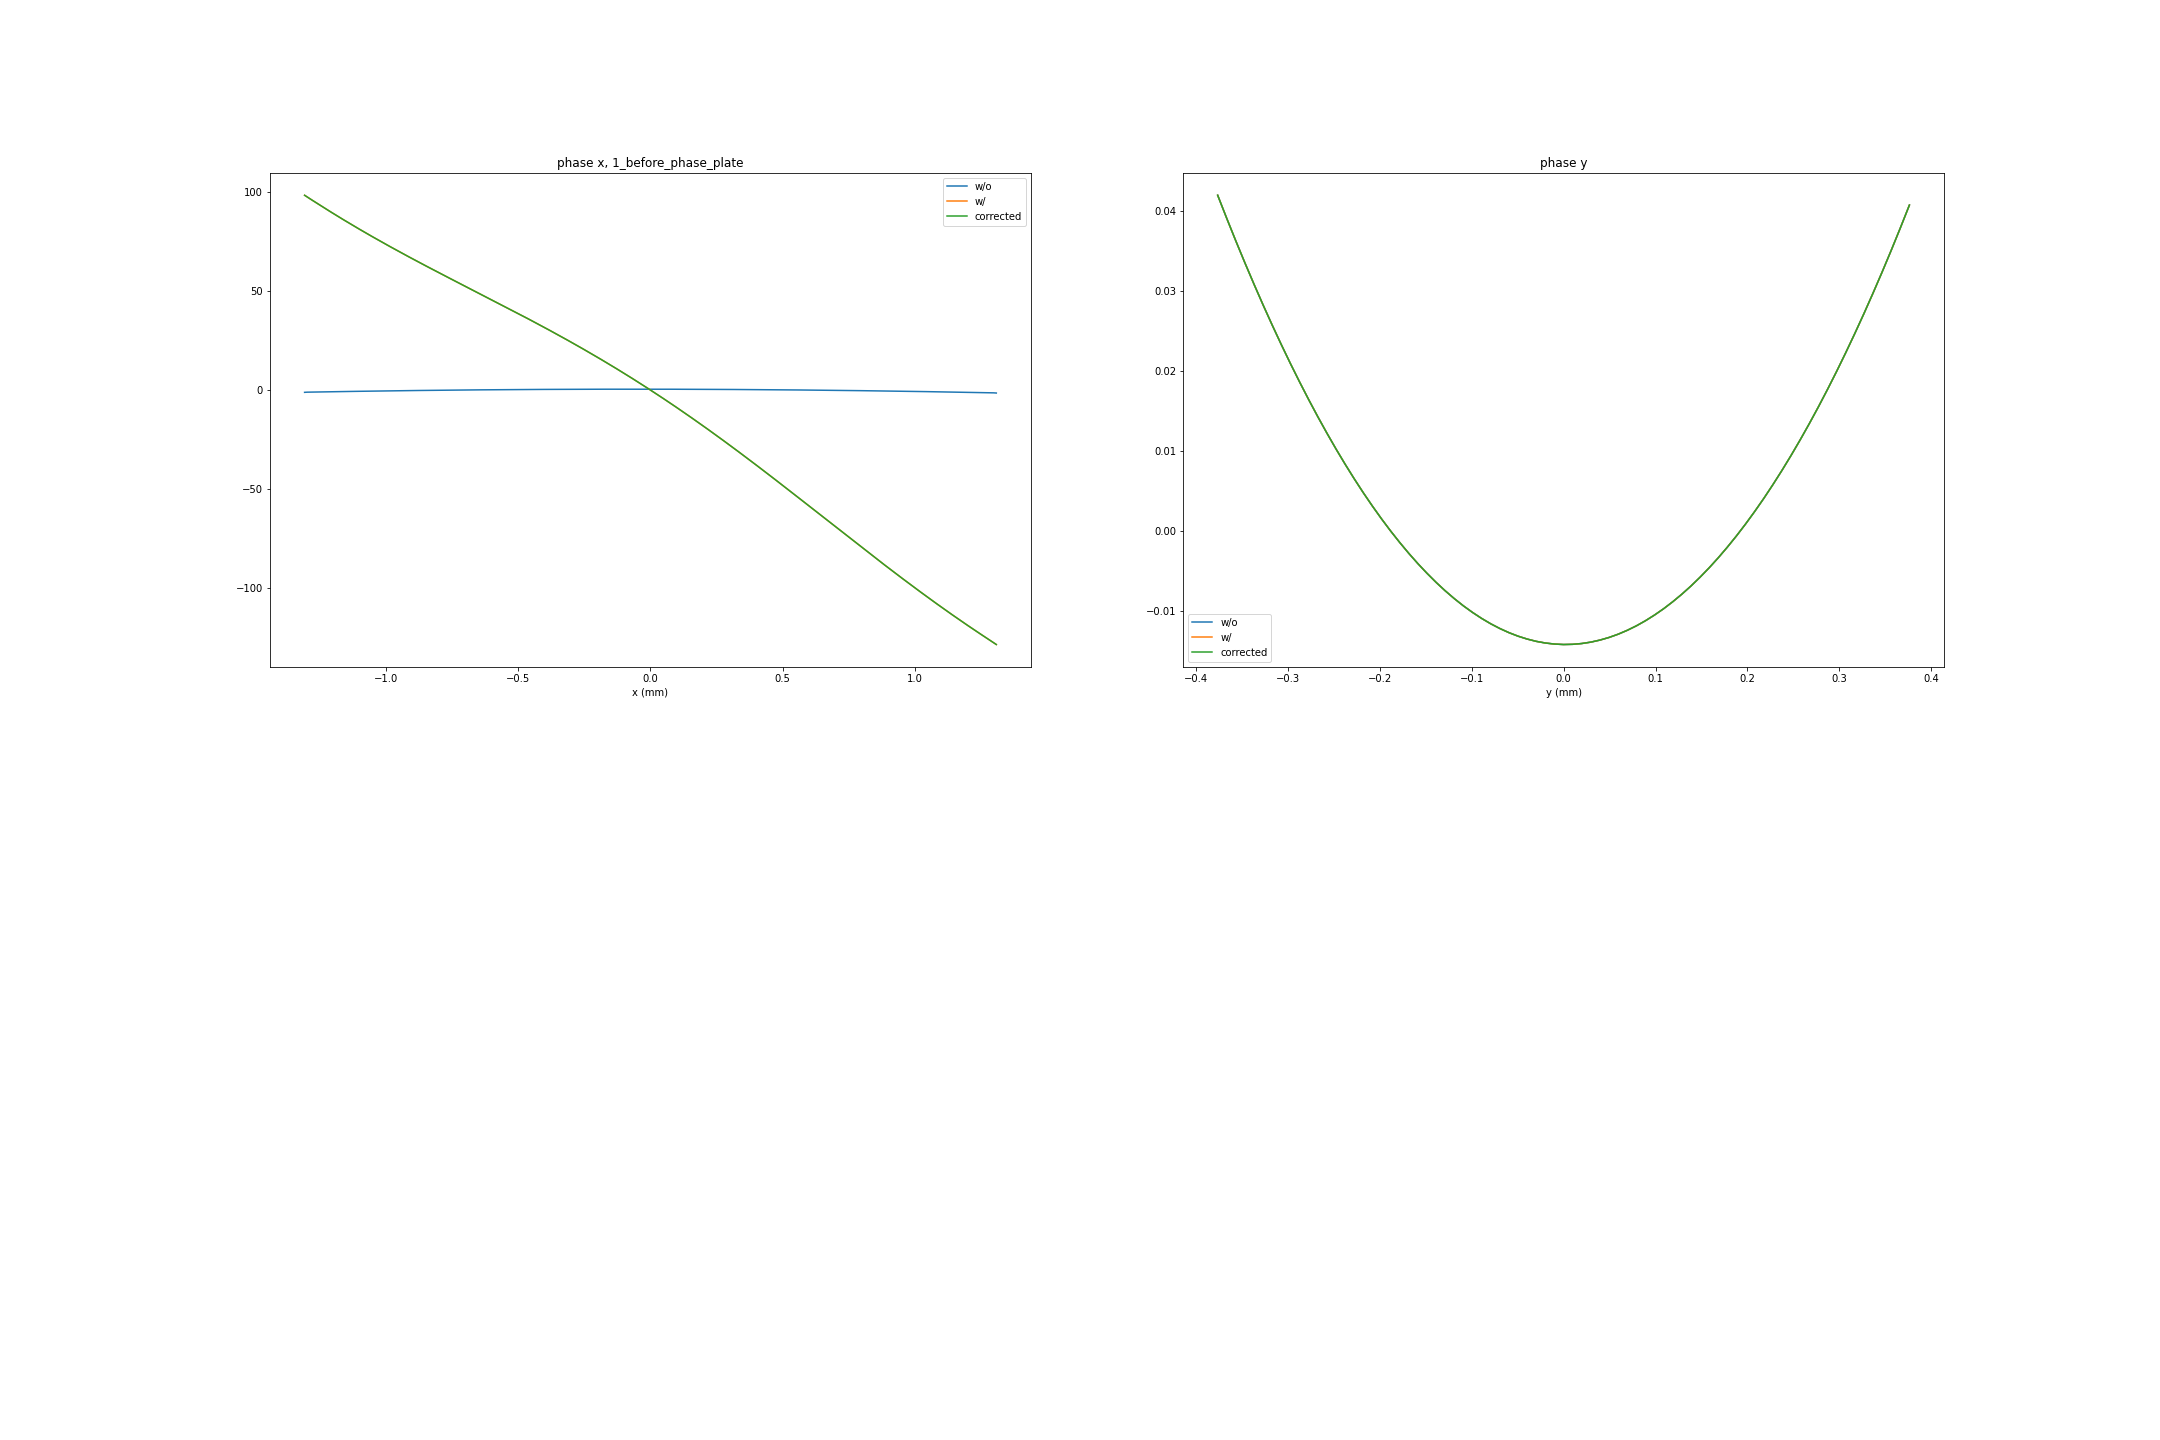 phase x, 1_before_phase_plate
w/o
w/
corrected
100
50
0
−50
−100
−1.0 −0.5 0.0 0.5 1.0
x (mm)
phase y
0.04
0.03
0.02
0.01
0.00
−0.01
w/o
w/
corrected
−0.4 −0.3 −0.2 −0.1 0.0 0.1 0.2 0.3 0.4
y (mm)